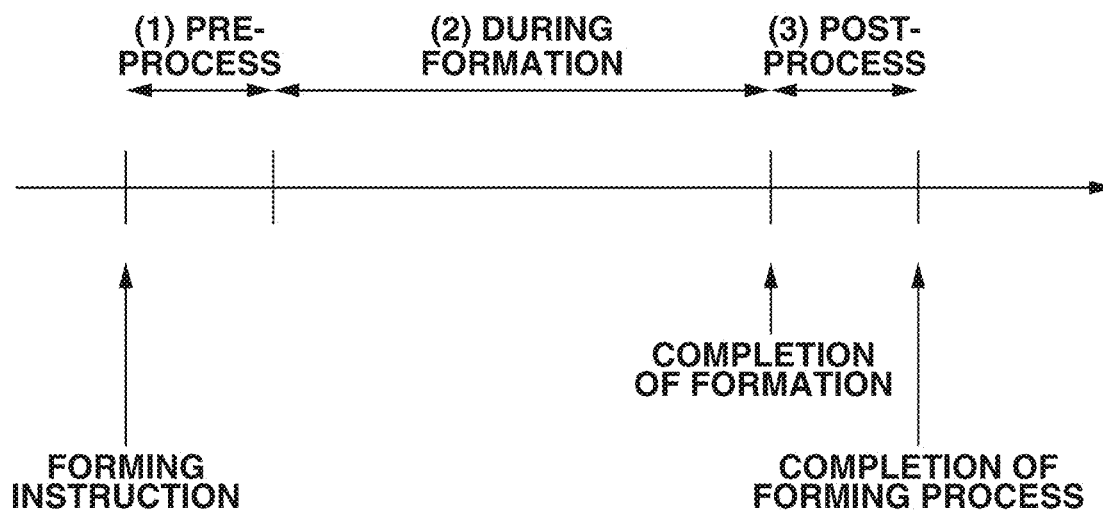 (1) PRE-
PROCESS
(2) DURING
FORMATION
(3) POST-
PROCESS
COMPLETION
OF FORMATION
FORMING
INSTRUCTION
COMPLETION OF
FORMING PROCESS